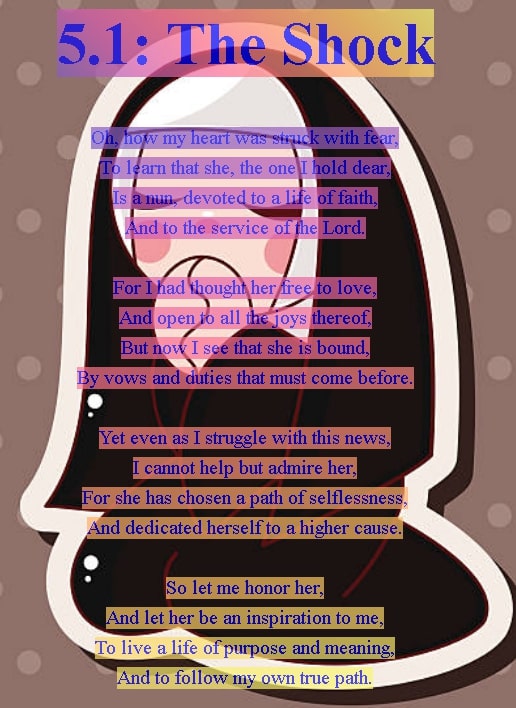 5.1: The Shock
Oh, how my heart was struck with fear,
To learn that she, the one I hold dear,
Is a nun, devoted to a life of faith,
And to the service of the Lord.
For I had thought her free to love,
And open to all the joys thereof,
But now I see that she is bound,
By vows and duties that must come before.
Yet even as I struggle with this news,
I cannot help but admire her,
For she has chosen a path of selflessness,
And dedicated herself to a higher cause.
So let me honor her,
And let her be an inspiration to me,
To live a life of purpose and meaning,
And to follow my own true path.